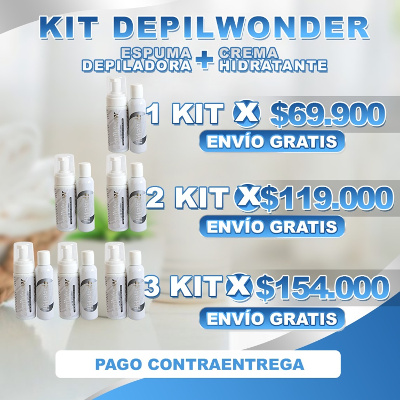 KIT DEPILWONDER
ESPUMA DEPILADORA + CREMA HIDRATANTE
1 KIT X $69.900
ENVÍO GRATIS
2 KIT X $119.000
ENVÍO GRATIS
3 KIT X $154.000
ENVÍO GRATIS
PAGO CONTRAENTREGA